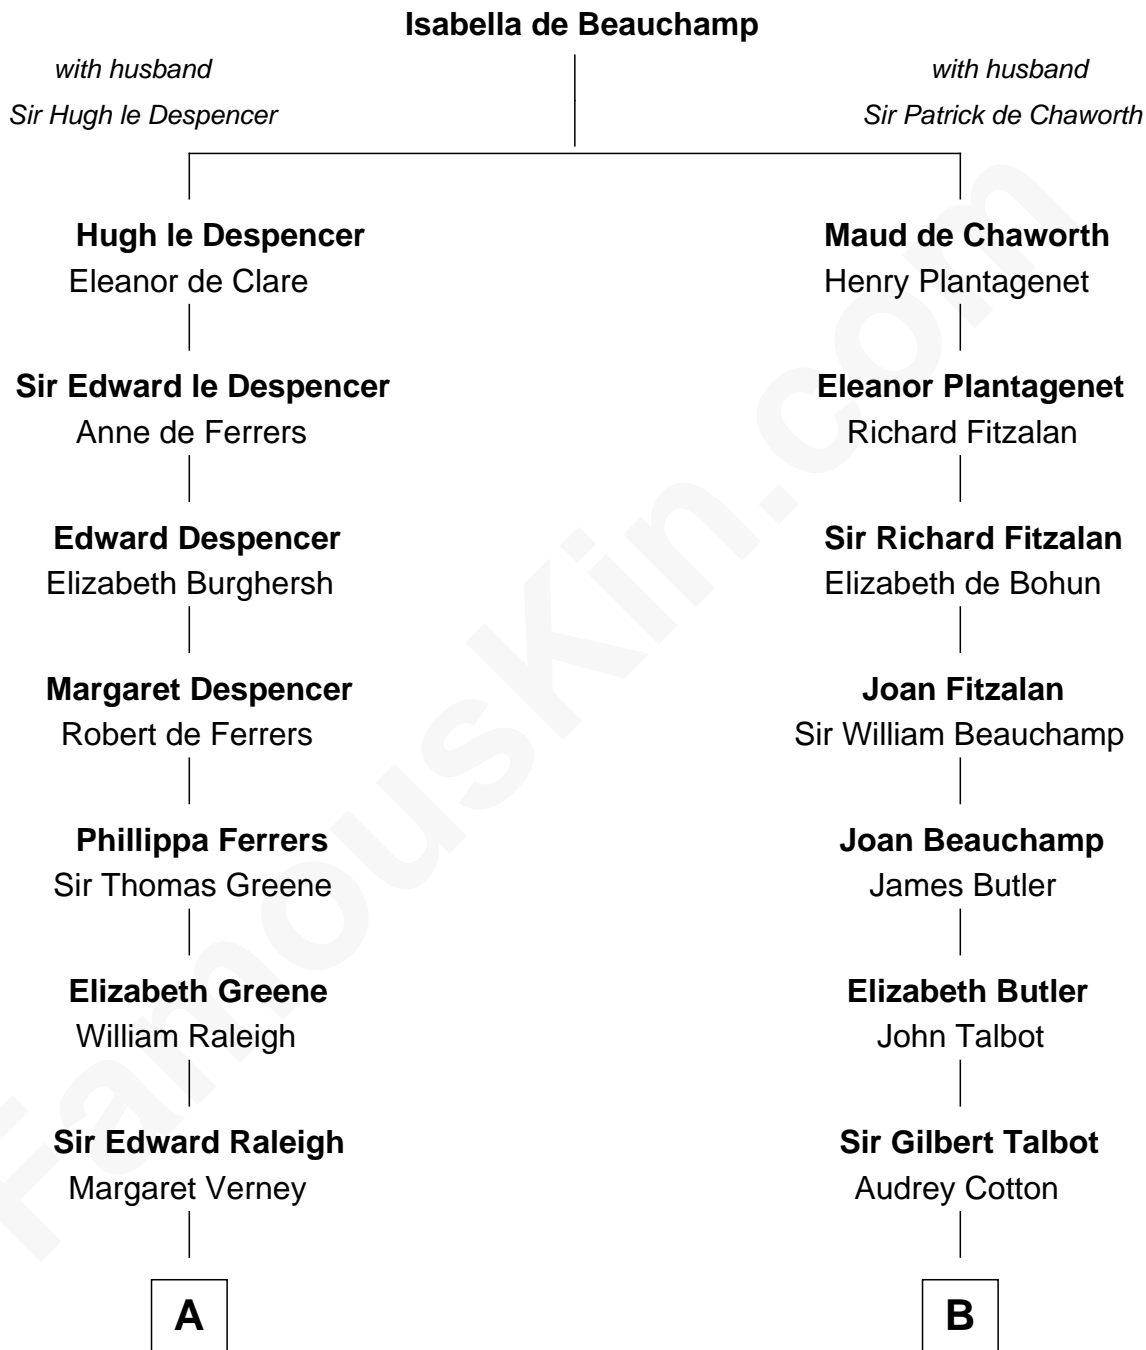 Isabella de Beauchamp
with husband
Sir Hugh le Despencer
with husband
Sir Patrick de Chaworth
Hugh le Despencer
Eleanor de Clare
Maud de Chaworth
Henry Plantagenet
Sir Edward le Despencer
Anne de Ferrers
Eleanor Plantagenet
Richard Fitzalan
Edward Despencer
Elizabeth Burghersh
Sir Richard Fitzalan
Elizabeth de Bohun
Margaret Despencer
Robert de Ferrers
Joan Fitzalan
Sir William Beauchamp
Phillippa Ferrers
Sir Thomas Greene
Joan Beauchamp
James Butler
Elizabeth Greene
William Raleigh
Elizabeth Butler
John Talbot
Sir Edward Raleigh
Margaret Verney
Sir Gilbert Talbot
Audrey Cotton
A
B
FamousKin.com